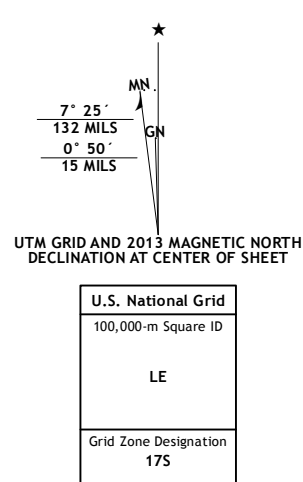 ★
MN
7° 25´
132 MILS
GN
0° 50´
15 MILS
UTM GRID AND 2013 MAGNETIC NORTH
DECLINATION AT CENTER OF SHEET
U.S. National Grid
100,000-m Square ID
LE
Grid Zone Designation
17S